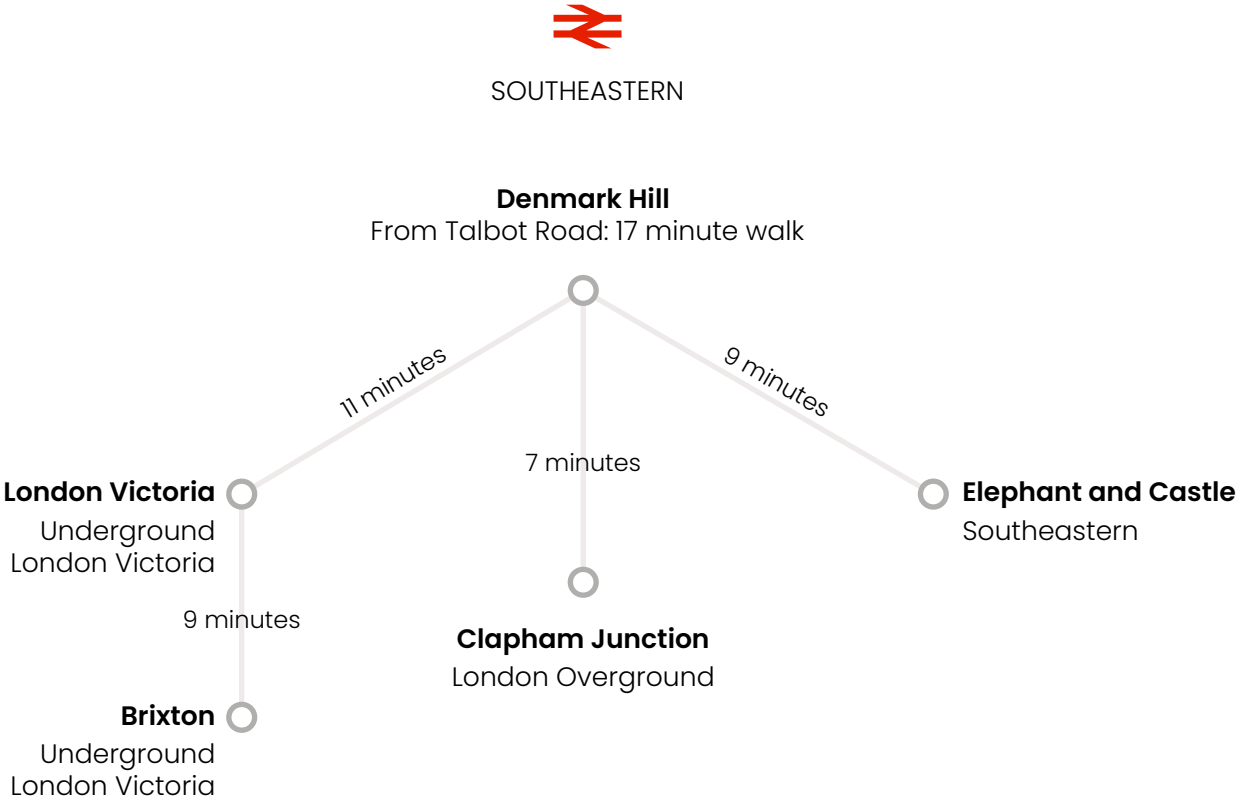 SOUTHEASTERN
Denmark Hill
From Talbot Road: 17 minute walk
11 minutes
9 minutes
7 minutes
London Victoria
Underground
London Victoria
Elephant and Castle
Southeastern
9 minutes
Clapham Junction
London Overground
Brixton
Underground
London Victoria